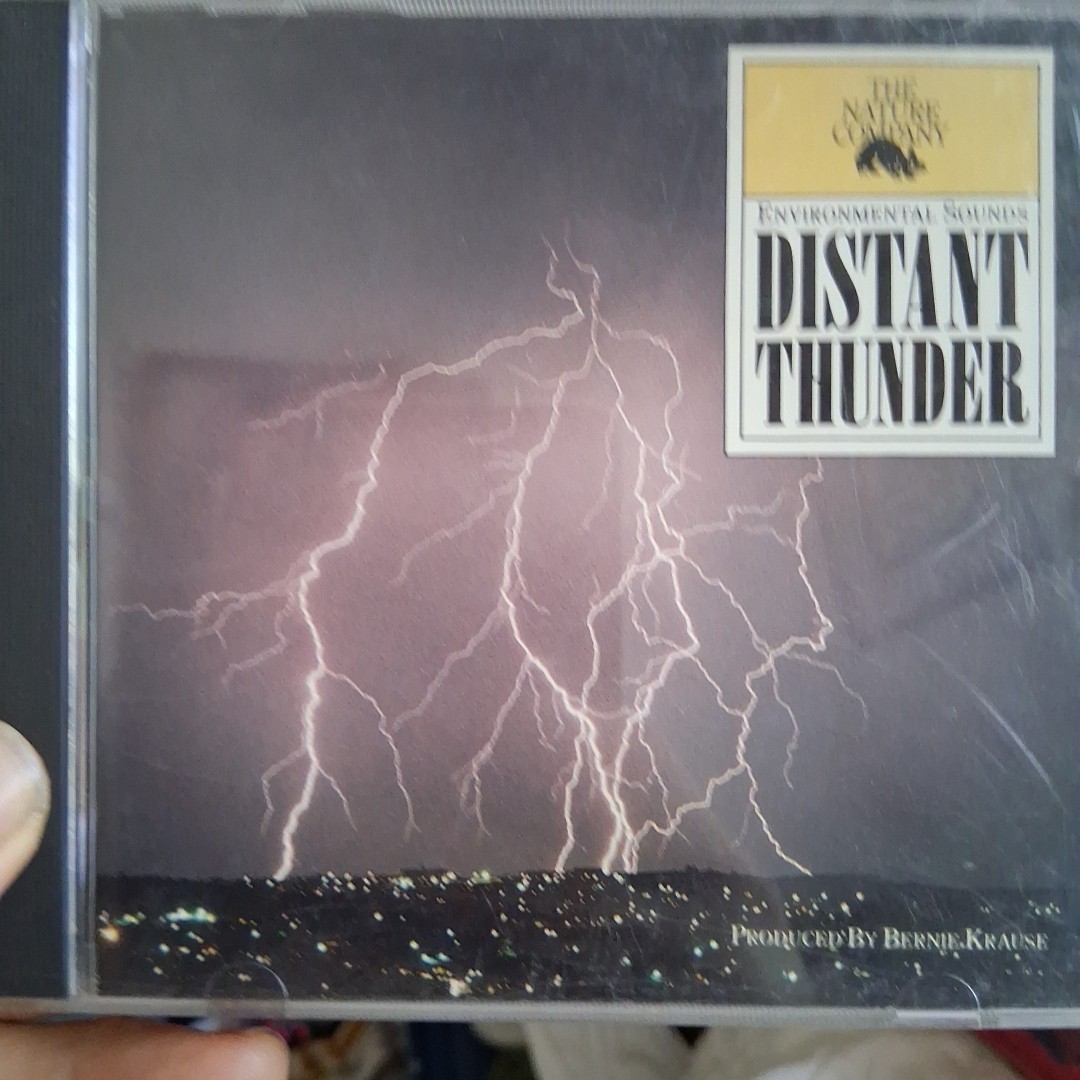 THE
NATURE
COMPANY
ENVIRONMENTAL SOUNDS
DISTANT
THUNDER
PRODUCED BY BERNIE KRAUSE